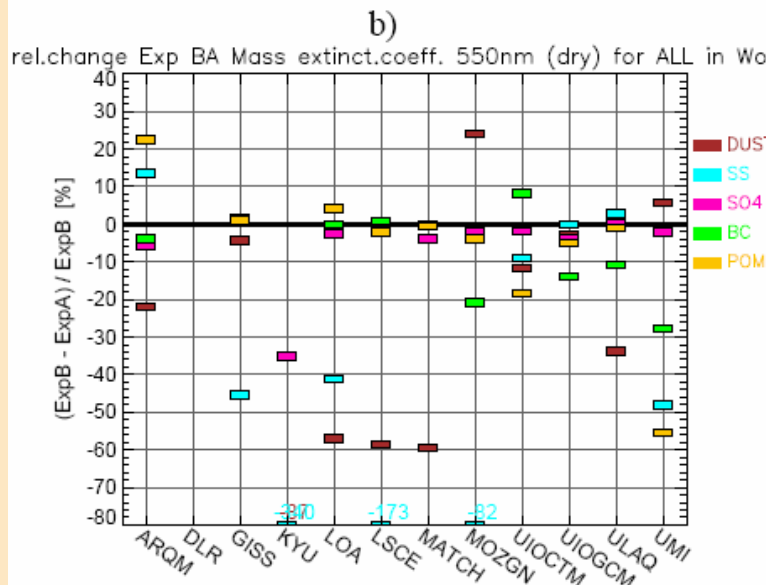 b)
rel.change Exp BA Mass extinct.coeff. 550nm (dry) for ALL in Wo
(ExpB - ExpA) / ExpB [%]
40
30
20
10
0
-10
-20
-30
-40
-50
-60
-70
-80
DUST
SS
SO4
BC
POM
-173
-82
ARQM
DLR
GISS
KYU
LOA
LSCE
MATCH
MOZGN
UIOCTM
UIOGCM
ULAQ
UMI